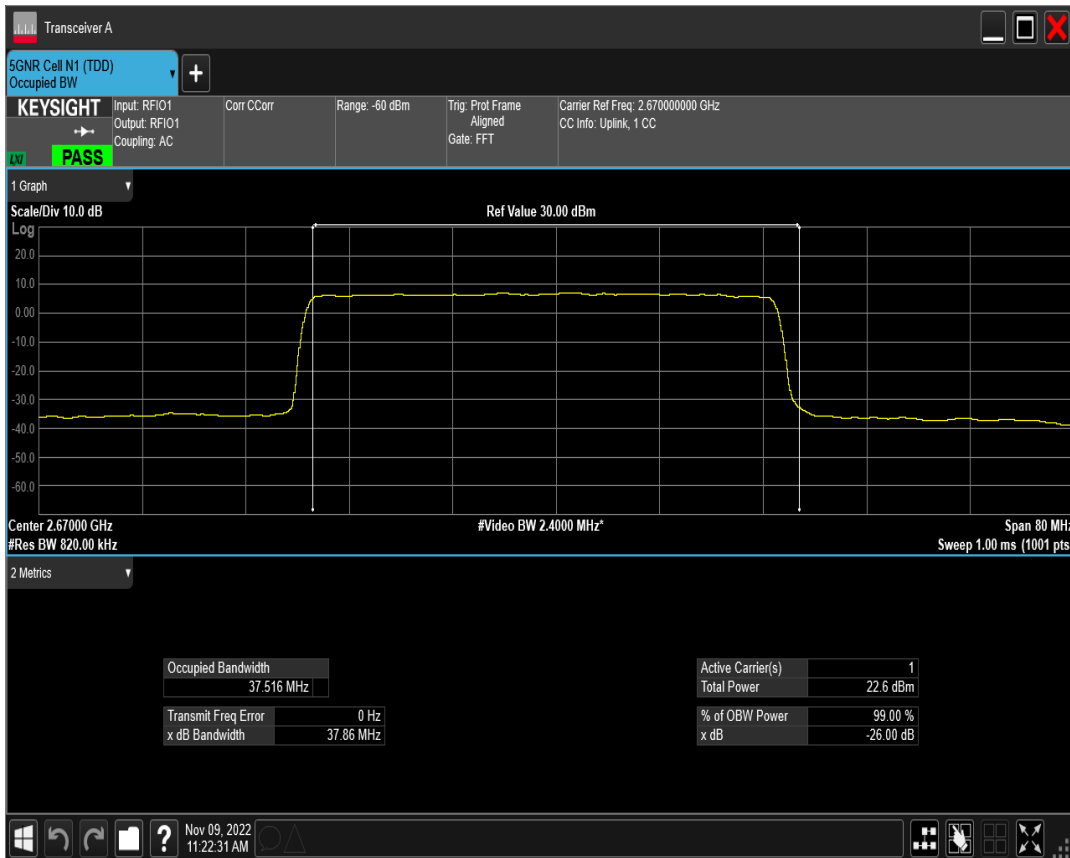 Transceiver A
5GNR Cell N1 (TDD)
Occupied BW
+
KEYSIGHT
LXI
PASS
Input: RFIO1
Output: RFIO1
Coupling: AC
Corr CCorr
Range: -60 dBm
Trig: Prot Frame
Aligned
Gate: FFT
Carrier Ref Freq: 2.670000000 GHz
CC Info: Uplink, 1 CC
1 Graph
Scale/Div 10.0 dB
Ref Value 30.00 dBm
Log
20.0
10.0
0.00
-10.0
-20.0
-30.0
-40.0
-50.0
-60.0
Center 2.67000 GHz
#Video BW 2.4000 MHz*
Span 80 MHz
#Res BW 820.00 kHz
Sweep 1.00 ms (1001 pts
2 Metrics
Occupied Bandwidth
37.516 MHz
Transmit Freq Error 0 Hz
x dB Bandwidth 37.86 MHz
Active Carrier(s) 1
Total Power 22.6 dBm
% of OBW Power 99.00 %
x dB -26.00 dB
?
Nov 09, 2022
11:22:31 AM